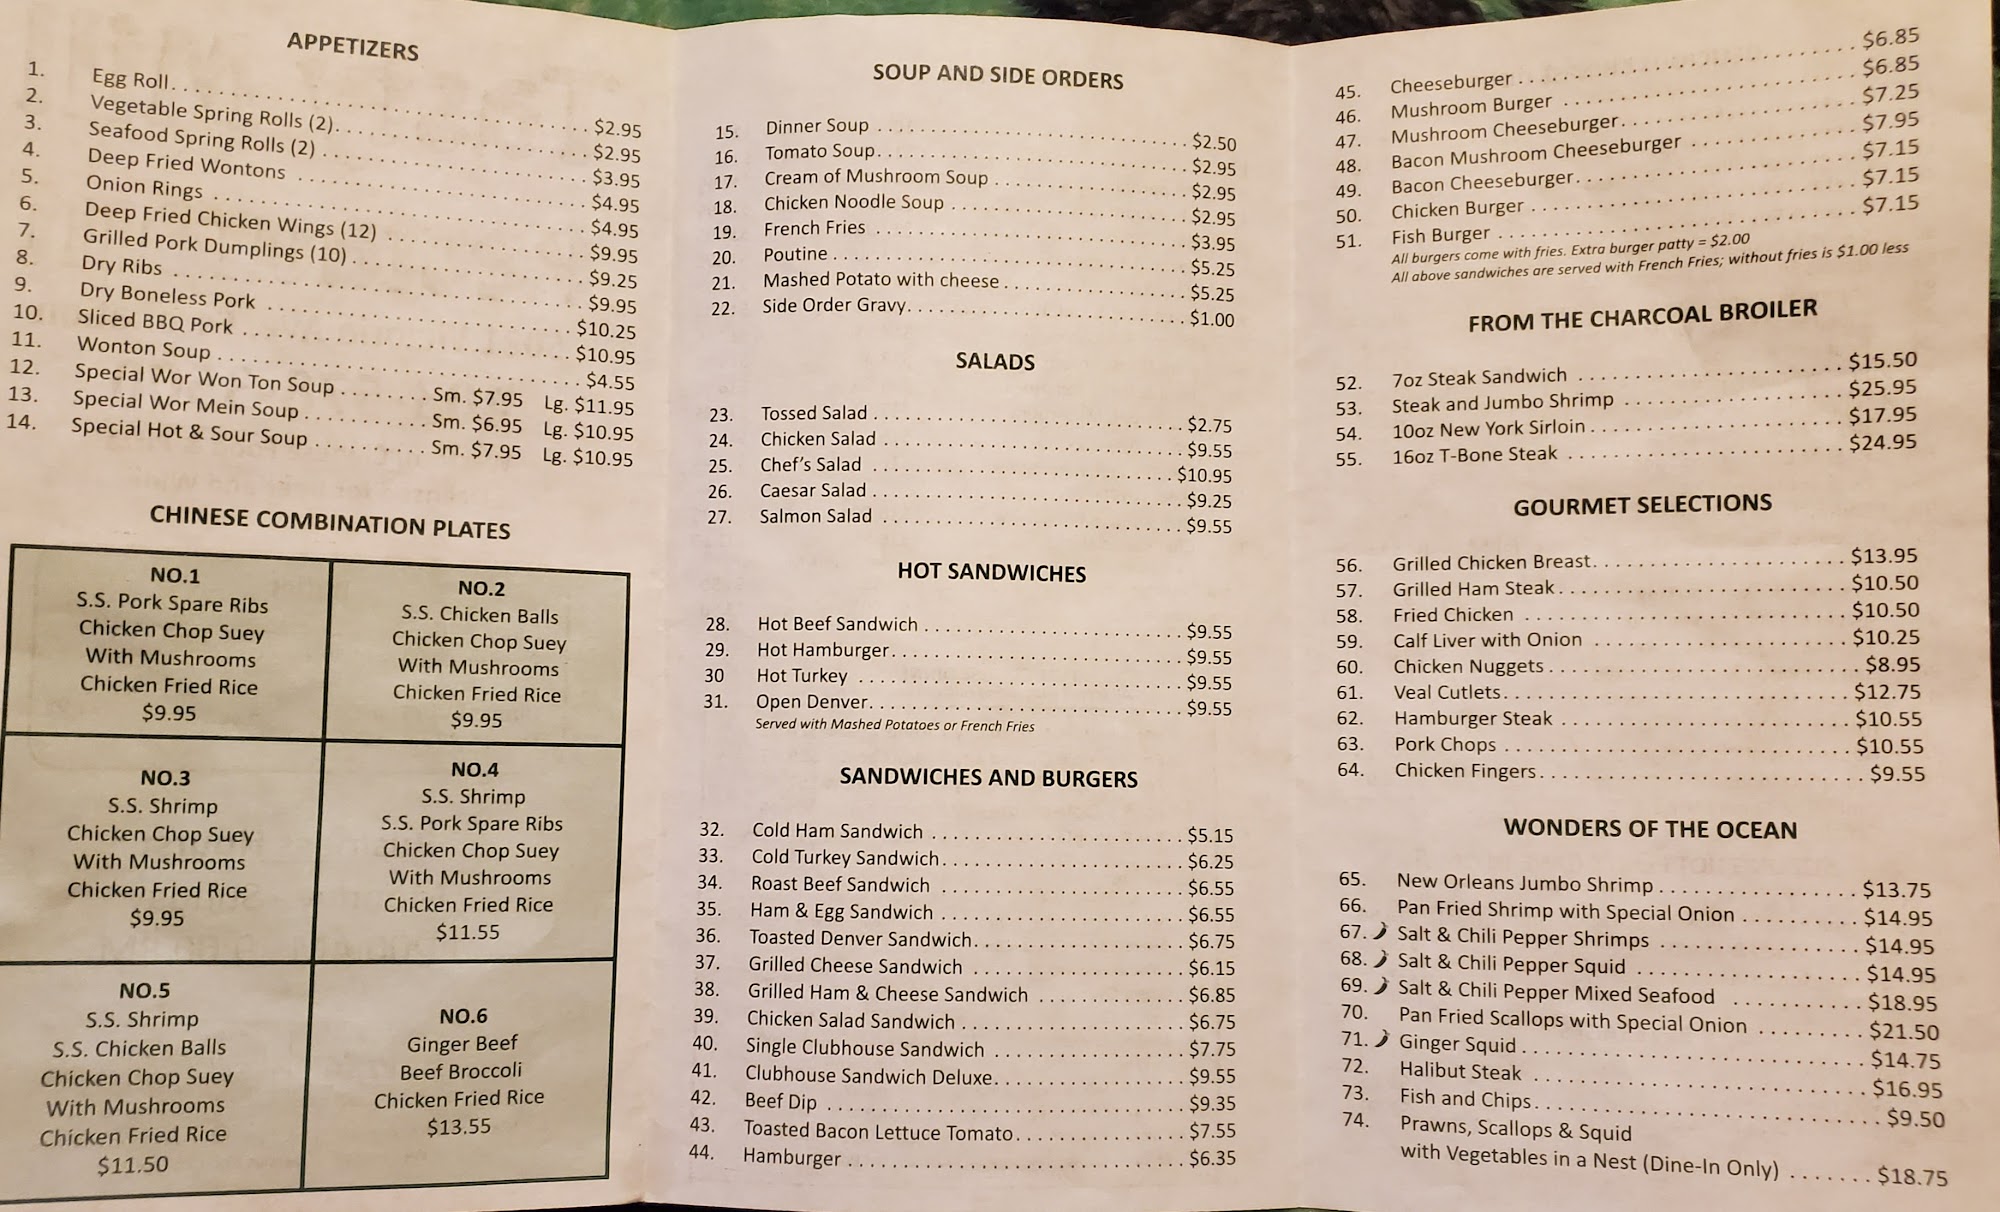 APPETIZERS
1. Egg Roll . . . . . $2.95
2. Vegetable Spring Rolls (2) . . . . . $2.95
3. Seafood Spring Rolls (2) . . . . . $3.95
4. Deep Fried Wontons . . . . . $4.95
5. Onion Rings . . . . . $4.95
6. Deep Fried Chicken Wings (12) . . . . . $9.95
7. Grilled Pork Dumplings (10) . . . . . $9.25
8. Dry Ribs . . . . . $9.95
9. Dry Boneless Pork . . . . . $10.25
10. Sliced BBQ Pork . . . . . $10.95
11. Wonton Soup . . . . . $4.55
12. Special Wor Won Ton Soup . . . . . Sm. $7.95 Lg. $11.95
13. Special Wor Mein Soup . . . . . Sm. $6.95 Lg. $10.95
14. Special Hot & Sour Soup . . . . . Sm. $7.95 Lg. $10.95
CHINESE COMBINATION PLATES
NO.1
S.S. Pork Spare Ribs
Chicken Chop Suey
With Mushrooms
Chicken Fried Rice
$9.95
NO.2
S.S. Chicken Balls
Chicken Chop Suey
With Mushrooms
Chicken Fried Rice
$9.95
NO.3
S.S. Shrimp
Chicken Chop Suey
With Mushrooms
Chicken Fried Rice
$9.95
NO.4
S.S. Shrimp
S.S. Pork Spare Ribs
Chicken Chop Suey
With Mushrooms
Chicken Fried Rice
$11.55
NO.5
S.S. Shrimp
S.S. Chicken Balls
Chicken Chop Suey
With Mushrooms
Chicken Fried Rice
$11.50
NO.6
Ginger Beef
Beef Broccoli
Chicken Fried Rice
$13.55
SOUP AND SIDE ORDERS
15. Dinner Soup . . . . . $2.50
16. Tomato Soup . . . . . $2.95
17. Cream of Mushroom Soup . . . . . $2.95
18. Chicken Noodle Soup . . . . . $2.95
19. French Fries . . . . . $3.95
20. Poutine . . . . . $5.25
21. Mashed Potato with cheese . . . . . $5.25
22. Side Order Gravy . . . . . $1.00
SALADS
23. Tossed Salad . . . . . $2.75
24. Chicken Salad . . . . . $9.55
25. Chef's Salad . . . . . $10.95
26. Caesar Salad . . . . . $9.25
27. Salmon Salad . . . . . $9.55
HOT SANDWICHES
28. Hot Beef Sandwich . . . . . $9.55
29. Hot Hamburger . . . . . $9.55
30 Hot Turkey . . . . . $9.55
31. Open Denver . . . . . $9.55
Served with Mashed Potatoes or French Fries
SANDWICHES AND BURGERS
32. Cold Ham Sandwich . . . . . $5.15
33. Cold Turkey Sandwich . . . . . $6.25
34. Roast Beef Sandwich . . . . . $6.55
35. Ham & Egg Sandwich . . . . . $6.55
36. Toasted Denver Sandwich . . . . . $6.75
37. Grilled Cheese Sandwich . . . . . $6.15
38. Grilled Ham & Cheese Sandwich . . . . . $6.85
39. Chicken Salad Sandwich . . . . . $6.75
40. Single Clubhouse Sandwich . . . . . $7.75
41. Clubhouse Sandwich Deluxe . . . . . $9.55
42. Beef Dip . . . . . $9.35
43. Toasted Bacon Lettuce Tomato . . . . . $7.55
44. Hamburger . . . . . $6.35
45. Cheeseburger . . . . . $6.85
46. Mushroom Burger . . . . . $6.85
47. Mushroom Cheeseburger . . . . . $7.25
48. Bacon Mushroom Cheeseburger . . . . . $7.95
49. Bacon Cheeseburger . . . . . $7.15
50. Chicken Burger . . . . . $7.15
51. Fish Burger . . . . . $7.15
All burgers come with fries. Extra burger patty = $2.00
All above sandwiches are served with French Fries; without fries is $1.00 less
FROM THE CHARCOAL BROILER
52. 7oz Steak Sandwich . . . . . $15.50
53. Steak and Jumbo Shrimp . . . . . $25.95
54. 10oz New York Sirloin . . . . . $17.95
55. 16oz T-Bone Steak . . . . . $24.95
GOURMET SELECTIONS
56. Grilled Chicken Breast . . . . . $13.95
57. Grilled Ham Steak . . . . . $10.50
58. Fried Chicken . . . . . $10.50
59. Calf Liver with Onion . . . . . $10.25
60. Chicken Nuggets . . . . . $8.95
61. Veal Cutlets . . . . . $12.75
62. Hamburger Steak . . . . . $10.55
63. Pork Chops . . . . . $10.55
64. Chicken Fingers . . . . . $9.55
WONDERS OF THE OCEAN
65. New Orleans Jumbo Shrimp . . . . . $13.75
66. Pan Fried Shrimp with Special Onion . . . . . $14.95
67. Salt & Chili Pepper Shrimps . . . . . $14.95
68. Salt & Chili Pepper Squid . . . . . $14.95
69. Salt & Chili Pepper Mixed Seafood . . . . . $18.95
70. Pan Fried Scallops with Special Onion . . . . . $21.50
71. Ginger Squid . . . . . $14.75
72. Halibut Steak . . . . . $16.95
73. Fish and Chips . . . . . $9.50
74. Prawns, Scallops & Squid
with Vegetables in a Nest (Dine-In Only) . . . . . $18.75